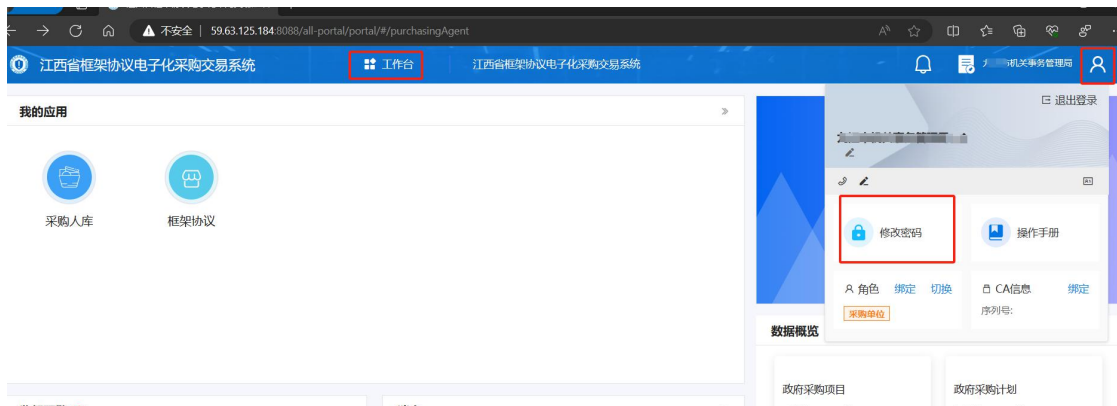 不安全 | 59.63.125.184:8088/all-portal/portal/#/purchasingAgent
江西省框架协议电子化采购交易系统 工作台 江西省框架协议电子化采购交易系统 机关事务管理局
我的应用
退出登录
采购人库 框架协议
修改密码 操作手册
角色 绑定 切换 CA信息 绑定
采购单位 序列号:
数据概览
政府采购项目 政府采购计划